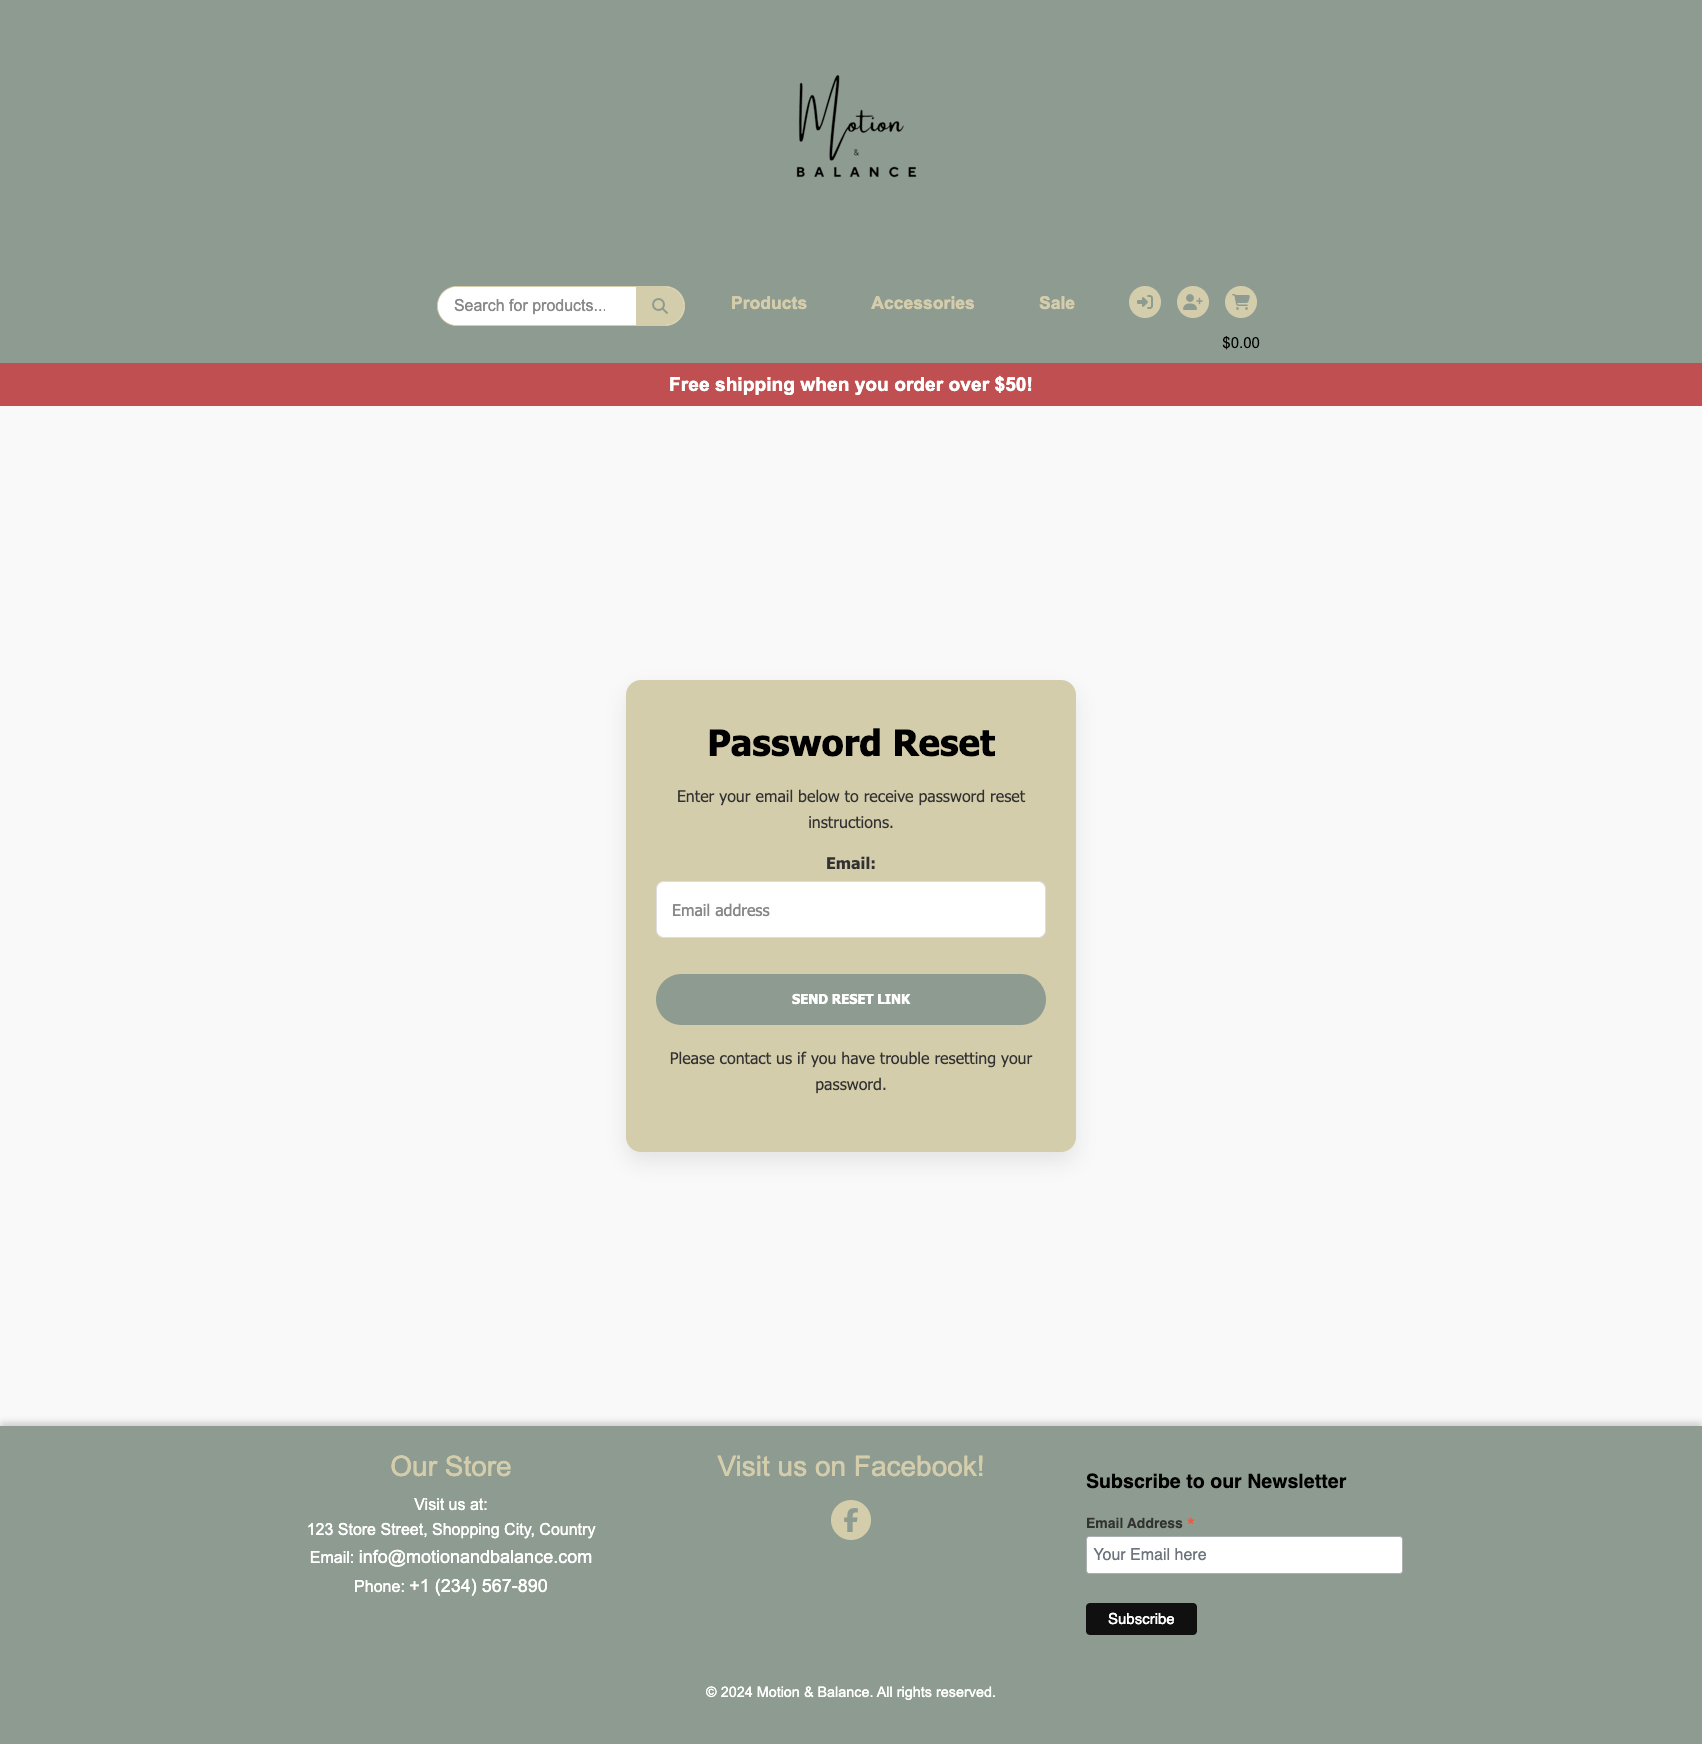 Motion
&
BALANCE
Search for products...
Products
Accessories
Sale
$0.00
Free shipping when you order over $50!
Password Reset
Enter your email below to receive password reset
instructions.
Email:
Email address
SEND RESET LINK
Please contact us if you have trouble resetting your
password.
Our Store
Visit us at:
123 Store Street, Shopping City, Country
Email: info@motionandbalance.com
Phone: +1 (234) 567-890
Visit us on Facebook!
Subscribe to our Newsletter
Email Address *
Your Email here
Subscribe
© 2024 Motion & Balance. All rights reserved.